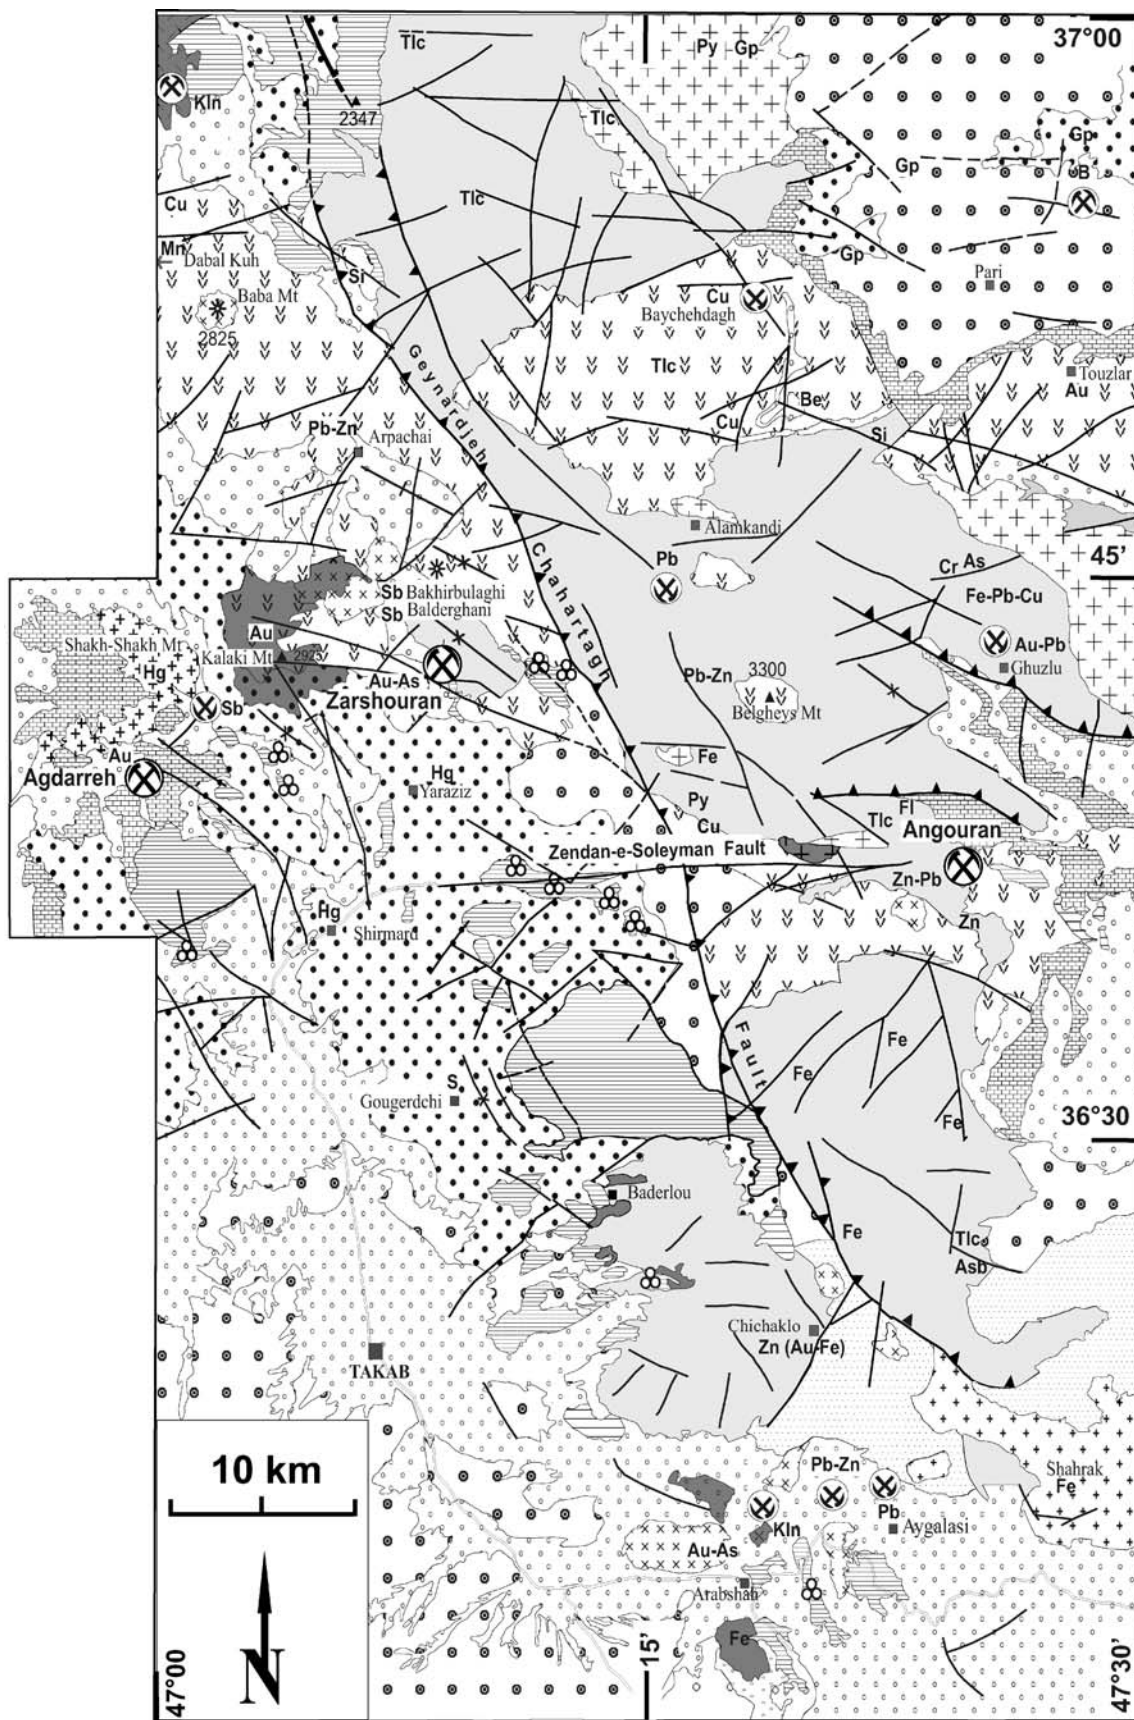 Tlc
Py Gp
37°00
Kln
2347
Tlc
Gp
Gp
B
Cu
Tlc
Mn
Dabal Kuh
Si
Gp
Pari
Baba Mt
2825
Cu
Baychehdagh
Geynardjeh
Tlc
Touzlar
Au
Be
Pb-Zn
Arpachai
Cu
Si
Alamkandi
Chahartagh
Pb
Cr As
45'
Sb Bakhirbulaghi
Sb Balderghani
Fe-Pb-Cu
Au
Shakh-Shakh Mt
Kalaki Mt
2925
Hg
Au-As
Zarshouran
Au-Pb
Ghuzlu
Pb-Zn
3300
Belgheys Mt
Sb
Au
Agdarreh
Hg
Yaraziz
Fe
Py
Cu
Fl
Tlc
Angouran
Zendan-e-Soleyman Fault
Zn-Pb
Hg
Shirmard
Zn
Fault
Fe
Fe
S
Gougerdchi
Fe
36°30
Baderlou
Fe
Tlc
Asb
Chichaklo
Zn (Au-Fe)
TAKAB
10 km
Pb-Zn
Shahrak
Fe
Pb
Aygalasi
Kln
Au-As
Arabshah
Fe
N
47°00
15'
47°30'